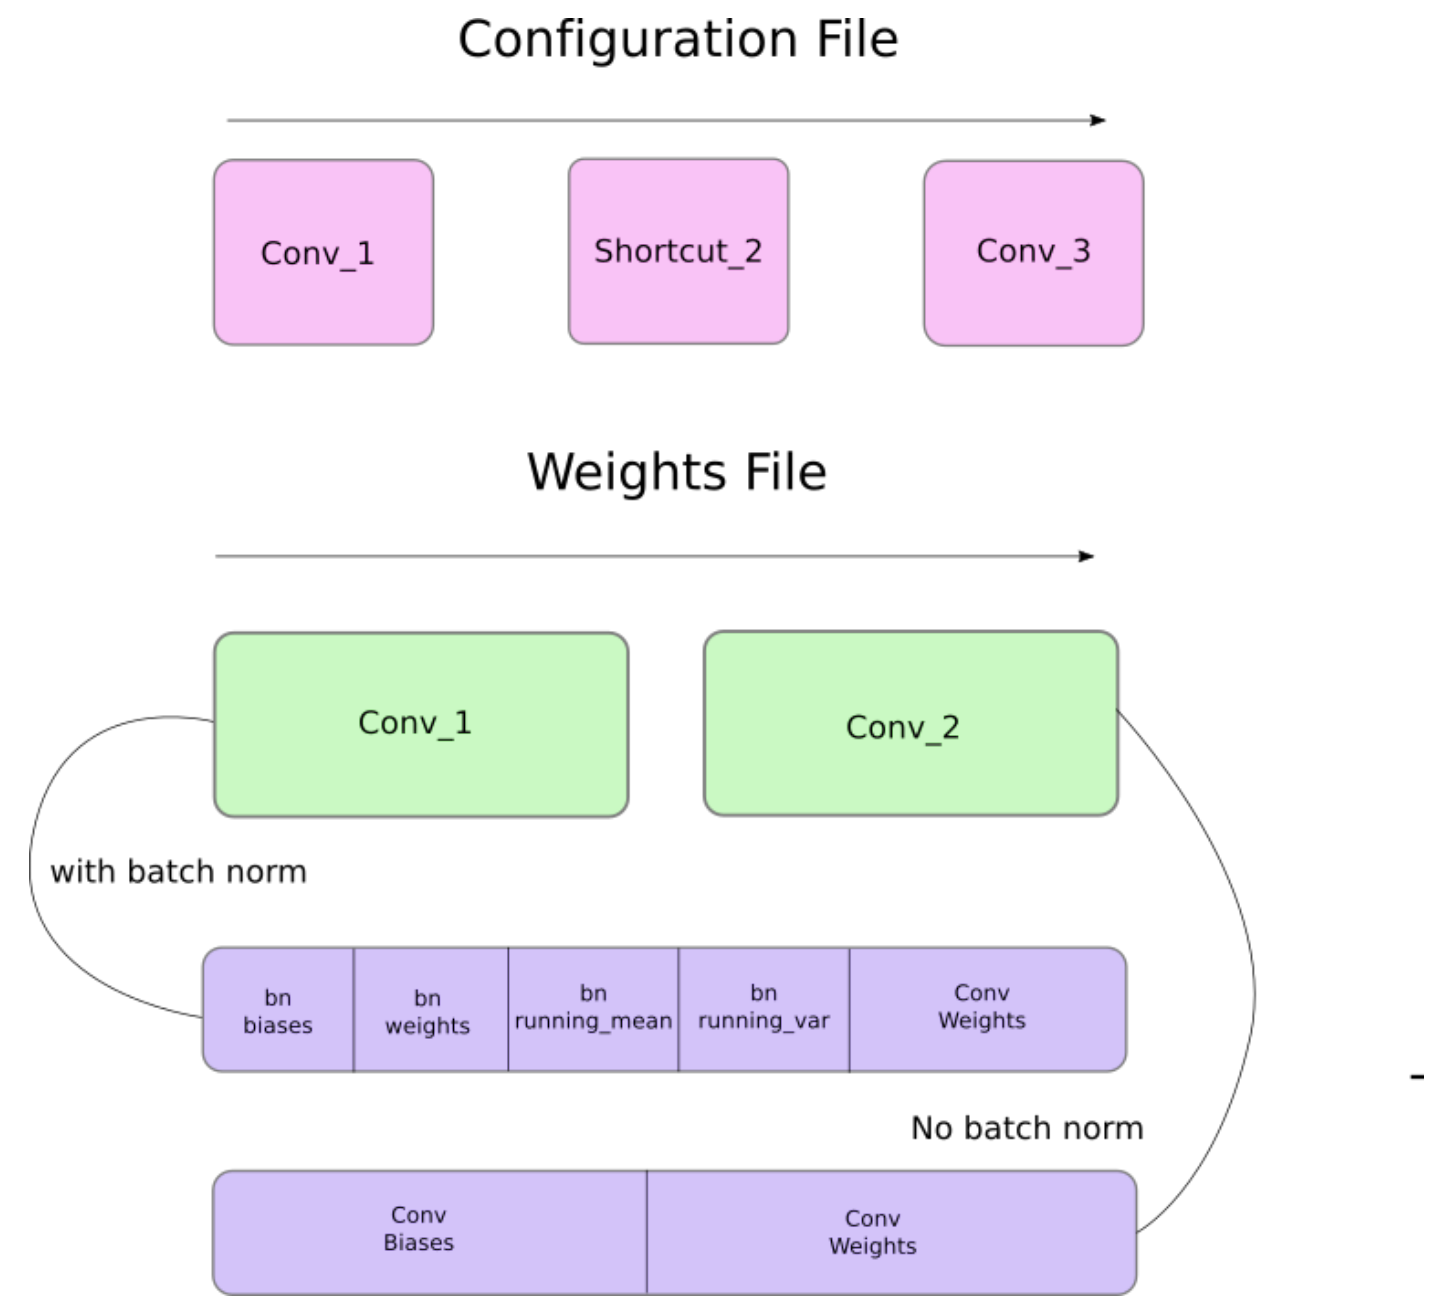 Configuration File
Conv_1
Shortcut_2
Conv_3
Weights File
Conv_1
Conv_2
with batch norm
bn
biases
bn
weights
bn
running_mean
bn
running_var
Conv
Weights
No batch norm
Conv
Biases
Conv
Weights